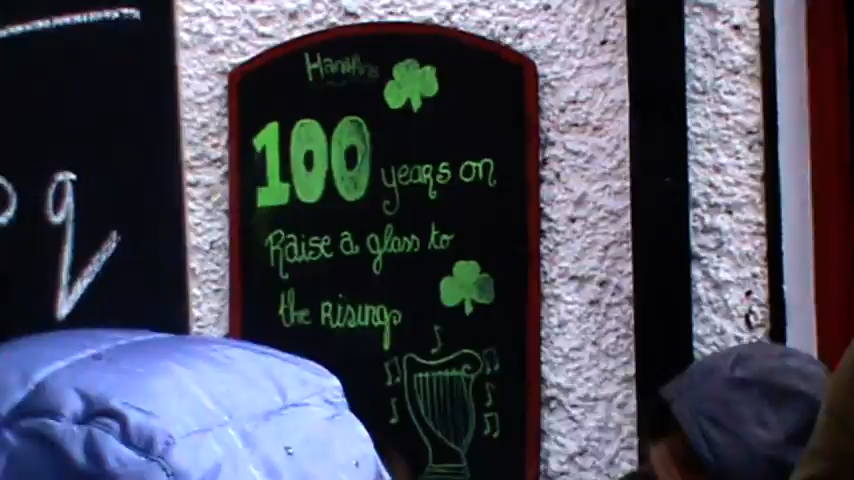 100 years on
Raise a glass to
the Rising